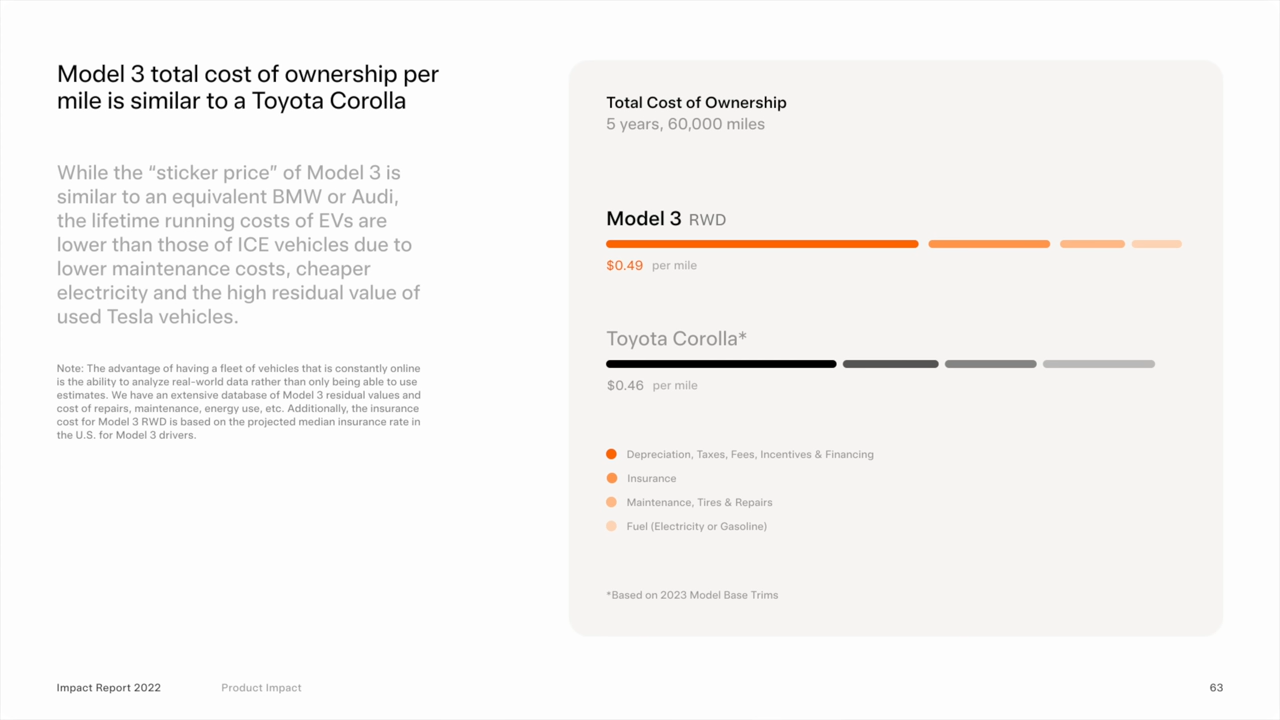 Model 3 total cost of ownership per
mile is similar to a Toyota Corolla
While the “sticker price” of Model 3 is
similar to an equivalent BMW or Audi,
the lifetime running costs of EVs are
lower than those of ICE vehicles due to
lower maintenance costs, cheaper
electricity and the high residual value of
used Tesla vehicles.
Note: The advantage of having a fleet of vehicles that is constantly online
is the ability to analyze real-world data rather than only being able to use
estimates. We have an extensive database of Model 3 residual values and
cost of repairs, maintenance, energy use, etc. Additionally, the insurance
cost for Model 3 RWD is based on the projected median insurance rate in
the U.S. for Model 3 drivers.
Total Cost of Ownership
5 years, 60,000 miles
Model 3 RWD
$0.49 per mile
Toyota Corolla*
$0.46 per mile
Depreciation, Taxes, Fees, Incentives & Financing
Insurance
Maintenance, Tires & Repairs
Fuel (Electricity or Gasoline)
*Based on 2023 Model Base Trims
Impact Report 2022 Product Impact 63